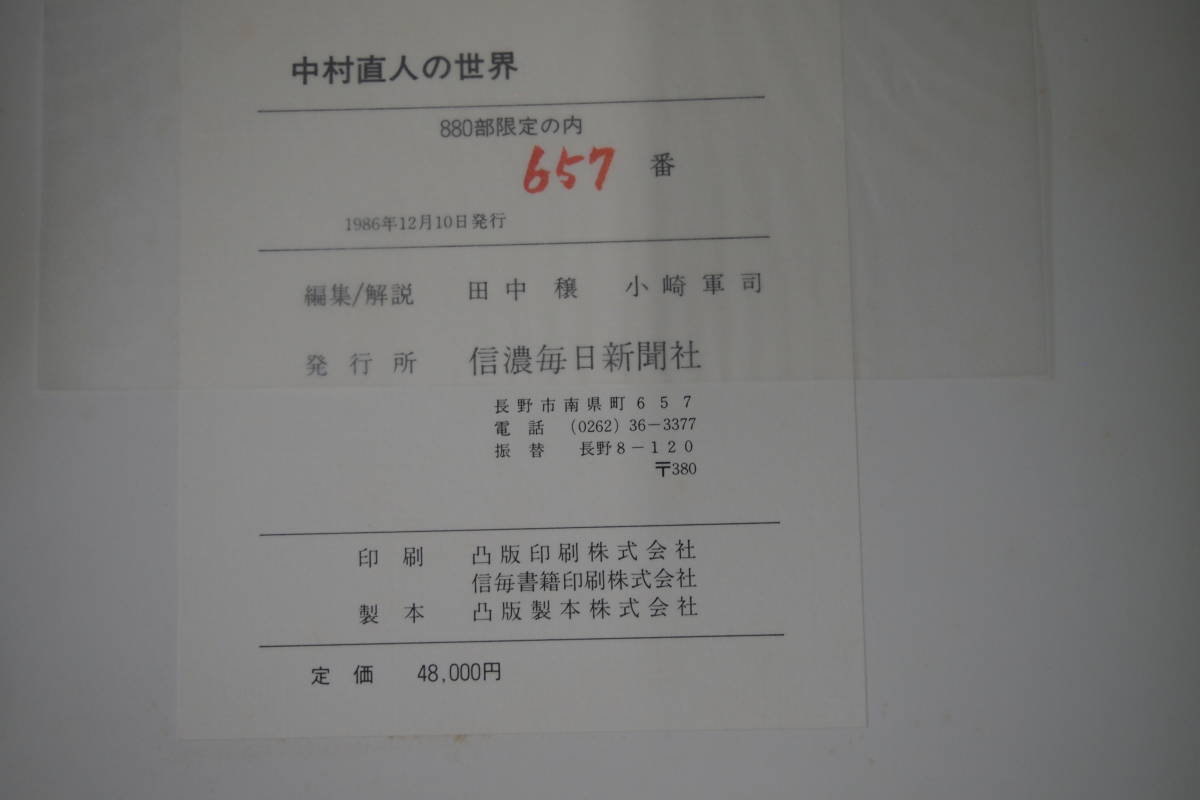 中村直人の世界
880部限定の内
657 番
1986年12月10日発行
編集/解説 田中 穣 小崎軍司
発行所 信濃毎日新聞社
長野市南県町657
電話 (0262) 36-3377
振替 長野8-120
〒380
印刷 凸版印刷株式会社
信毎書籍印刷株式会社
製本 凸版製本株式会社
定価 48,000円